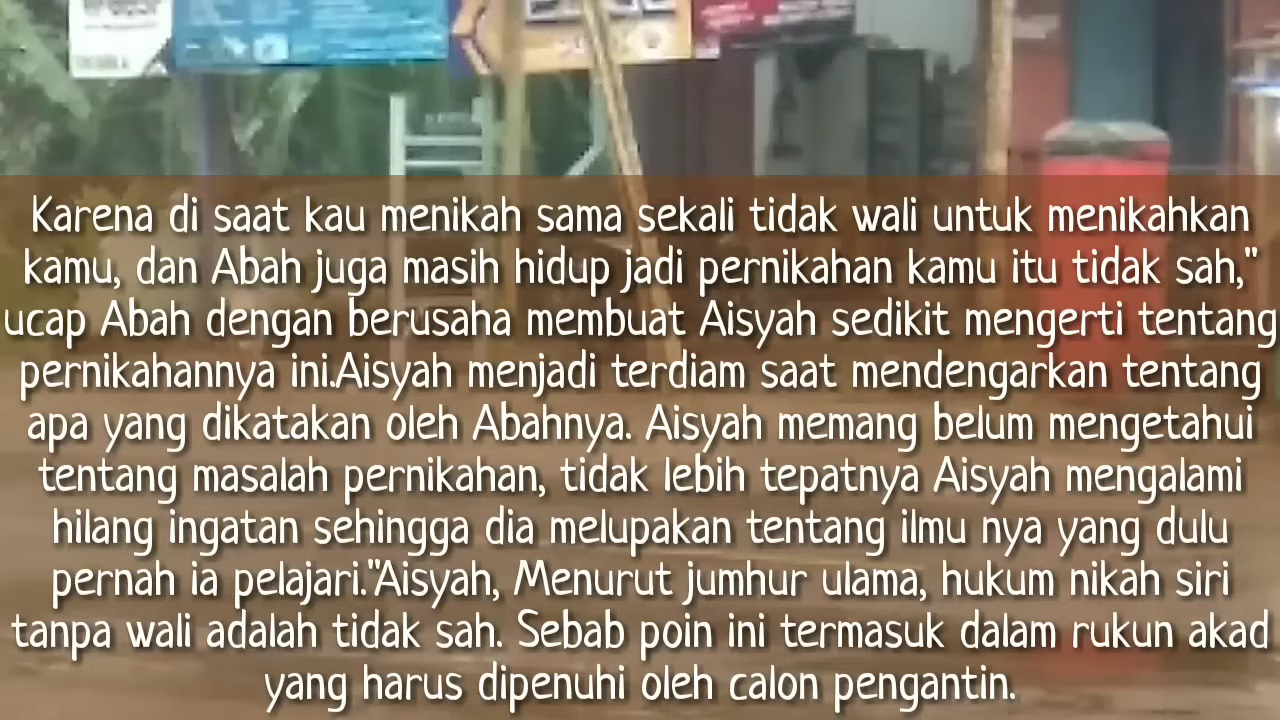 Karena di saat kau menikah sama sekali tidak wali untuk menikahkan
kamu, dan Abah juga masih hidup jadi pernikahan kamu itu tidak sah,"
ucap Abah dengan berusaha membuat Aisyah sedikit mengerti tentang
pernikahannya ini.Aisyah menjadi terdiam saat mendengarkan tentang
apa yang dikatakan oleh Abahnya. Aisyah memang belum mengetahui
tentang masalah pernikahan, tidak lebih tepatnya Aisyah mengalami
hilang ingatan sehingga dia melupakan tentang ilmu nya yang dulu
pernah ia pelajari."Aisyah, Menurut jumhur ulama, hukum nikah siri
tanpa wali adalah tidak sah. Sebab poin ini termasuk dalam rukun akad
yang harus dipenuhi oleh calon pengantin.